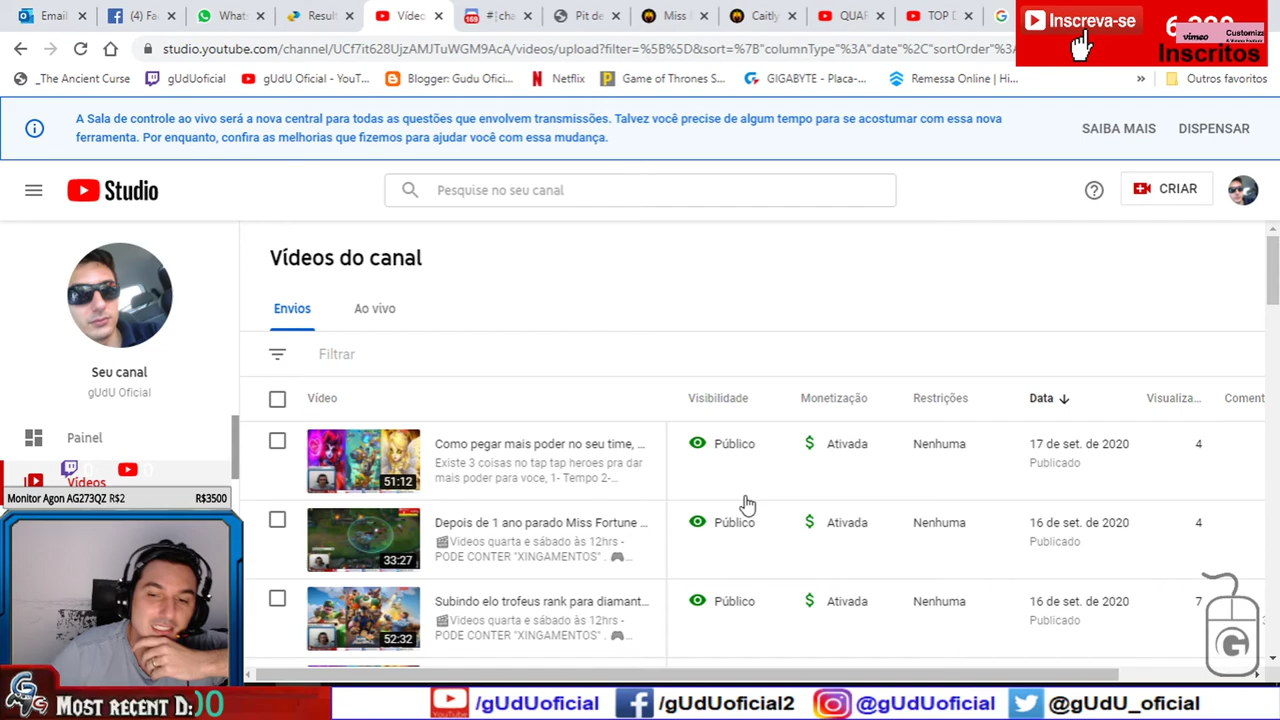 Email
(4) Fa
Whats
Result
Vídeo
#|cha
Pit de
Miss
Caitly
QUAR
TOP D
Inscreva-se
Inscritos
vimeo Customiza
studio.youtube.com/channel/UCf7it628UjzAMJTuWGM9AcA/videos/upload?filter=%5B%5D&sort=%7B"columnType"%3A"date"%2C"sortOrder"%
_The Ancient Curse
gUdUoficial
gUdU Oficial - YouT...
Blogger: Gudu Ofici...
Netflix
Game of Thrones S...
GIGABYTE - Placa-...
Remessa Online | Hi...
»
Outros favoritos
A Sala de controle ao vivo será a nova central para todas as questões que envolvem transmissões. Talvez você precise de algum tempo para se acostumar com essa nova
ferramenta. Por enquanto, confira as melhorias que fizemos para ajudar você com essa mudança.
SAIBA MAIS
DISPENSAR
Studio
Pesquise no seu canal
CRIAR
Vídeos do canal
Envios
Ao vivo
Filtrar
Seu canal
gUdU Oficial
Painel
Vídeos
Vídeo
Visibilidade
Monetização
Restrições
Data
Visualiza...
Coment
Como pegar mais poder no seu time, ...
Existe 3 coisas no tap tap heroes pra dar
mais poder para voce, 1- Tempo 2-...
51:12
Público
Ativada
Nenhuma
17 de set. de 2020
Publicado
4
Depois de 1 ano parado Miss Fortune ...
Videos quarta e sábado às 12hrs -
PODE CONTER "XINGAMENTOS" . ...
33:27
Público
Ativada
Nenhuma
16 de set. de 2020
Publicado
4
Subindo elo trofeus rank para diamant...
Videos quarta e sábado às 12hrs -
PODE CONTER "XINGAMENTOS" . ...
52:32
Público
Ativada
Nenhuma
16 de set. de 2020
Publicado
7
Monitor Agon AG273QZ R$2
R$3500
Most recent D:)0
/gUdUoficial
/gUdUoficial2
@gUdUoficial
@gUdU_oficial